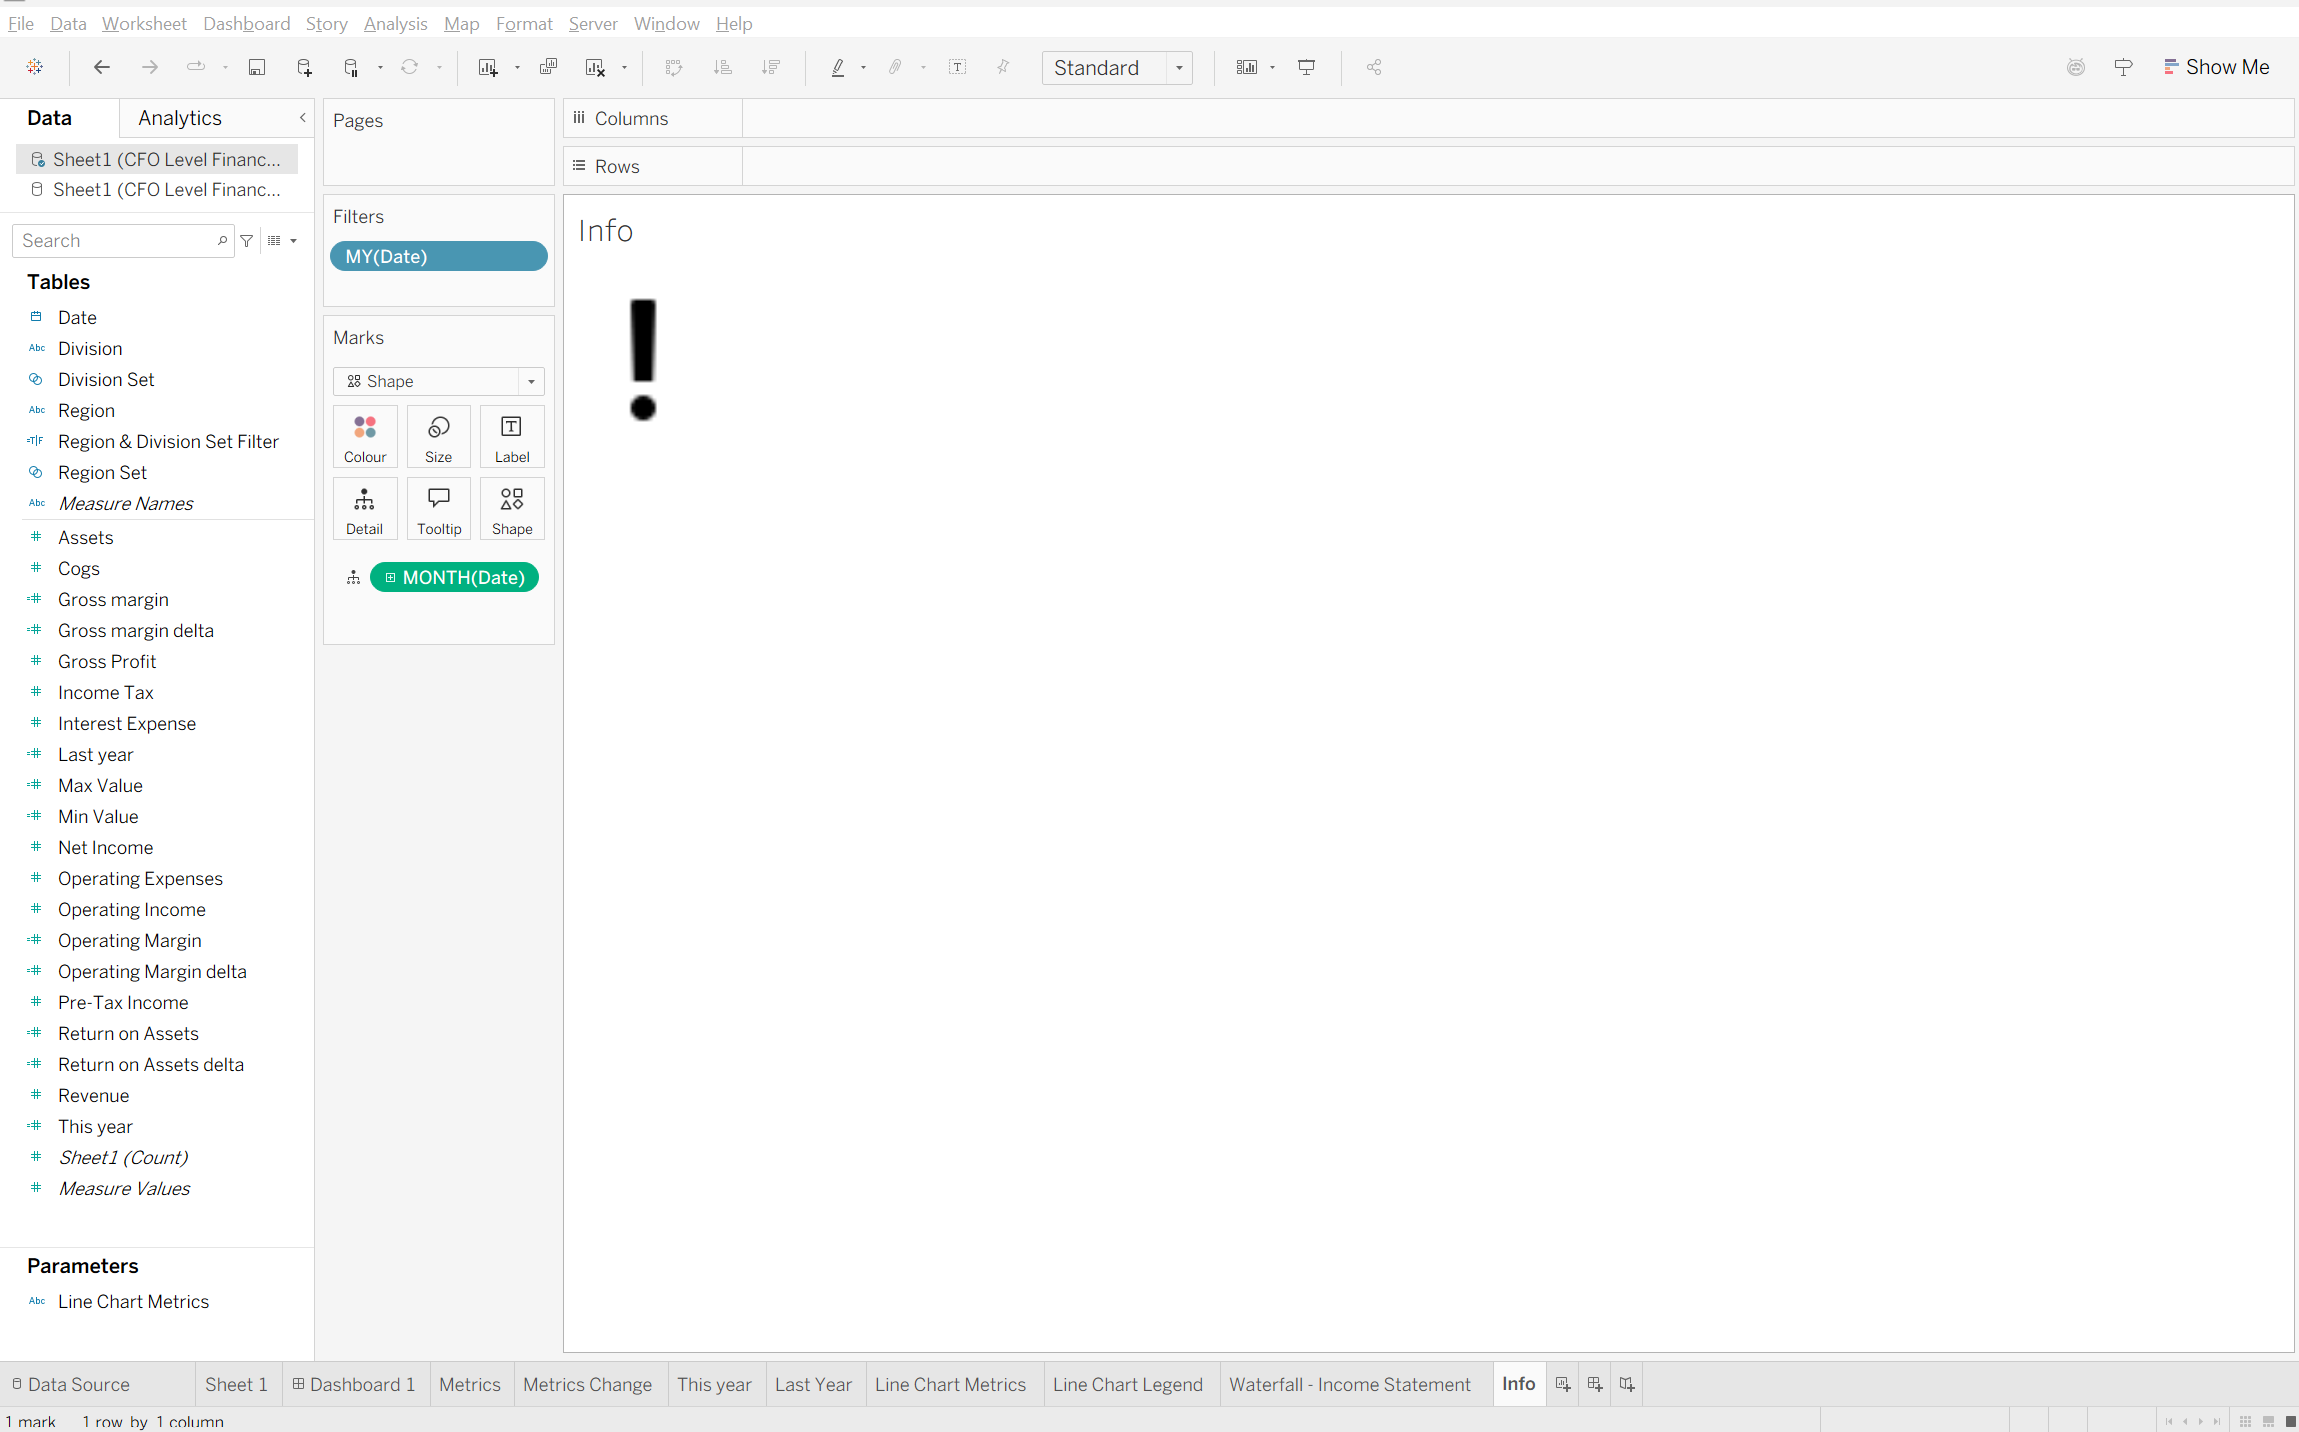 File Data Worksheet Dashboard Story Analysis Map Format Server Window Help
Standard
Show Me
Data Analytics
Sheet1 (CFO Level Financ...
Sheet1 (CFO Level Financ...
Search
Tables
Date
Abc Division
Division Set
Abc Region
=T|F Region & Division Set Filter
Region Set
Abc Measure Names
# Assets
# Cogs
=# Gross margin
=# Gross margin delta
# Gross Profit
# Income Tax
# Interest Expense
=# Last year
=# Max Value
=# Min Value
# Net Income
# Operating Expenses
# Operating Income
=# Operating Margin
=# Operating Margin delta
# Pre-Tax Income
=# Return on Assets
=# Return on Assets delta
# Revenue
=# This year
# Sheet1 (Count)
# Measure Values
Parameters
Abc Line Chart Metrics
Pages
Filters
MY(Date)
Marks
Shape
Colour Size Label
Detail Tooltip Shape
MONTH(Date)
Columns
Rows
Info
!
Data Source Sheet 1 Dashboard 1 Metrics Metrics Change This year Last Year Line Chart Metrics Line Chart Legend Waterfall - Income Statement Info
1 mark 1 row by 1 column